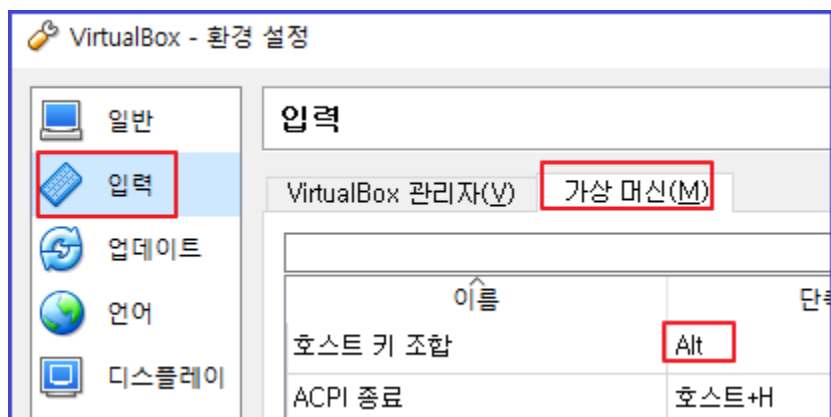 VirtualBox - 환경 설정
일반
입력
업데이트
언어
디스플레이
입력
VirtualBox 관리자(V) 가상 머신(M)
이름
호스트 키 조합 Alt
ACPI 종료 호스트+H